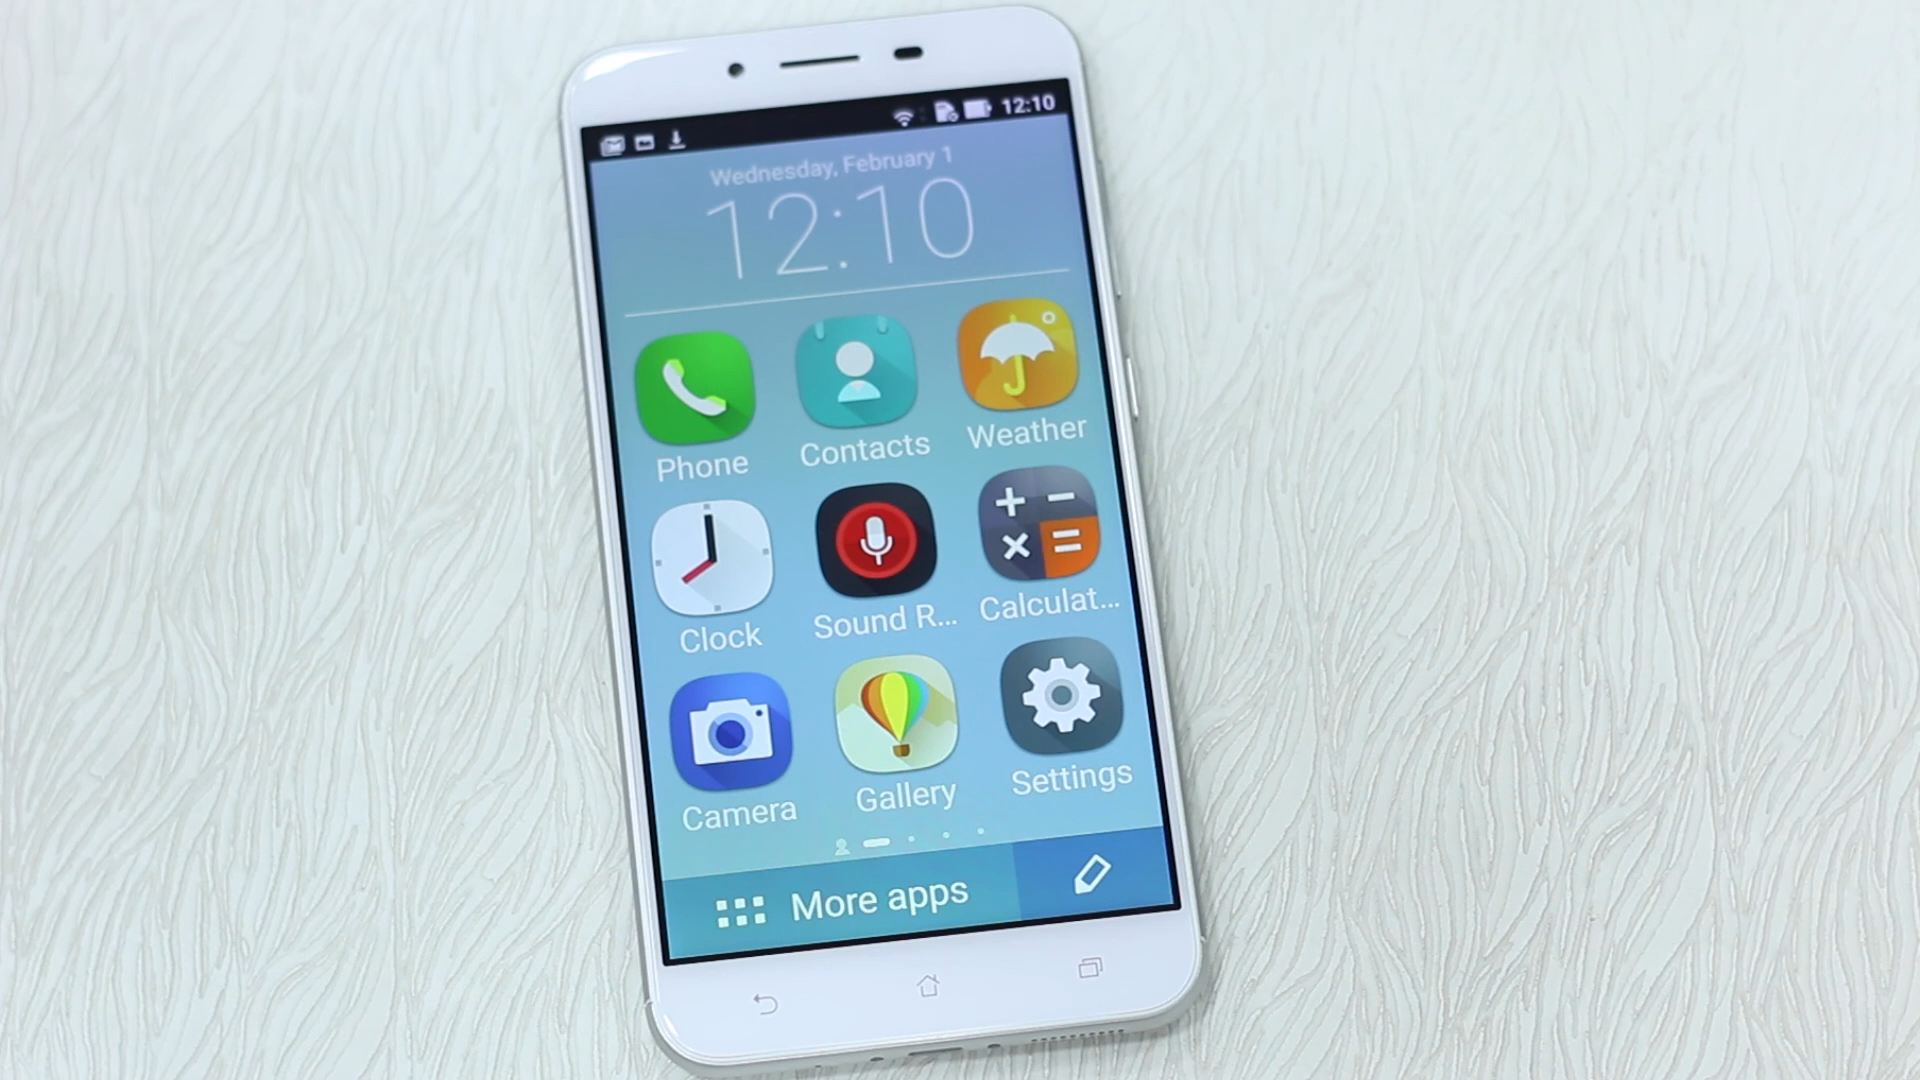 12:10
Wednesday, February 1
12:10
Phone
Contacts
Weather
Clock
Sound R...
Calculat...
Camera
Gallery
Settings
More apps